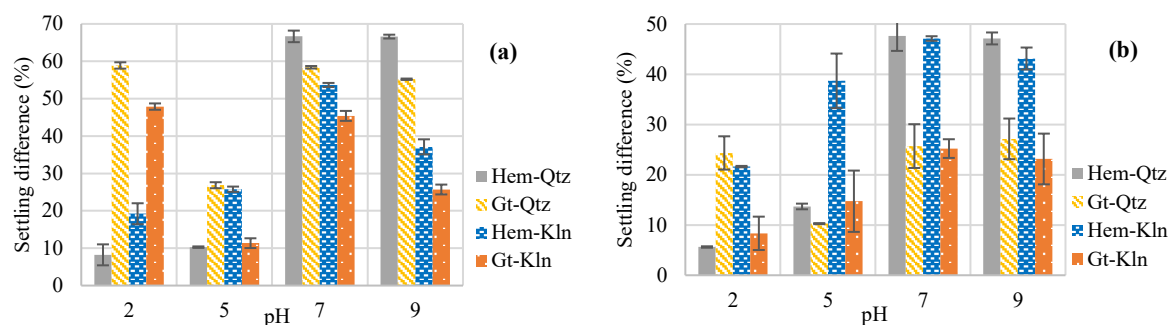 Settling difference (%)
70
60
50
40
30
20
10
0
2
5
7
9
pH
(a)
Hem-Qtz
Gt-Qtz
Hem-Kln
Gt-Kln
Settling difference (%)
50
40
30
20
10
0
2
5
7
9
pH
(b)
Hem-Qtz
Gt-Qtz
Hem-Kln
Gt-Kln